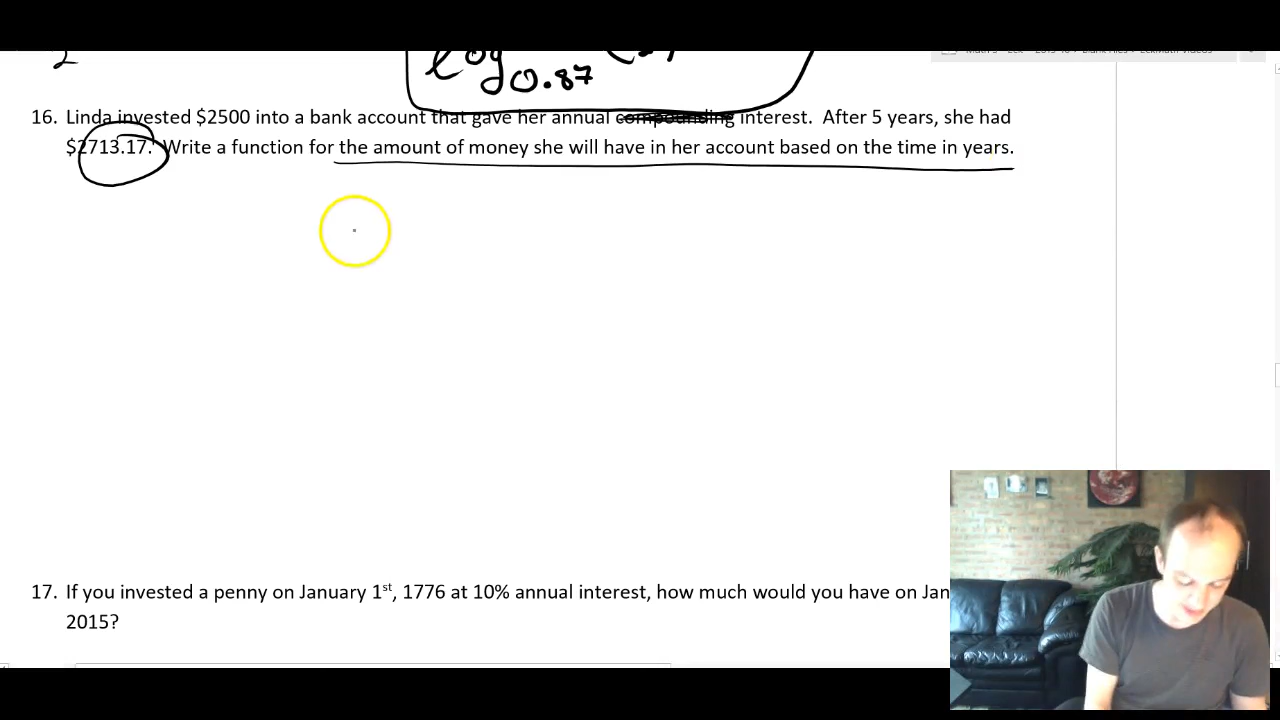 2
log 0.87
16. Linda invested $2500 into a bank account that gave her annual compounding interest. After 5 years, she had
$2713.17. Write a function for the amount of money she will have in her account based on the time in years.
17. If you invested a penny on January 1st, 1776 at 10% annual interest, how much would you have on Jan
2015?